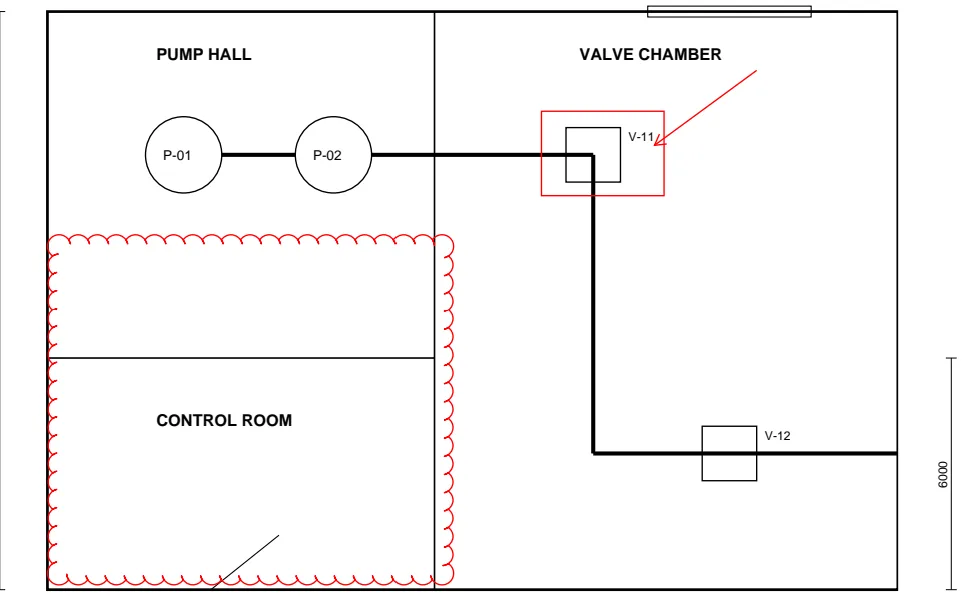 PUMP HALL
VALVE CHAMBER
V-11
P-01
P-02
CONTROL ROOM
V-12
6000